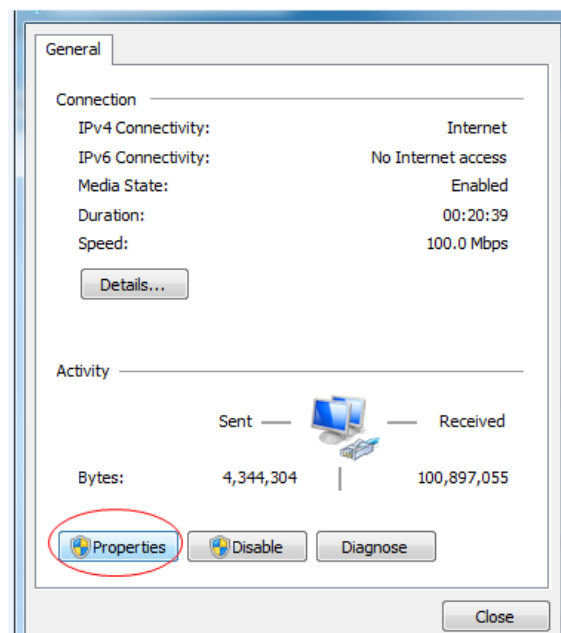 General
Connection
IPv4 Connectivity: Internet
IPv6 Connectivity: No Internet access
Media State: Enabled
Duration: 00:20:39
Speed: 100.0 Mbps
Details...
Activity
Sent Received
Bytes: 4,344,304 100,897,055
Properties Disable Diagnose
Close